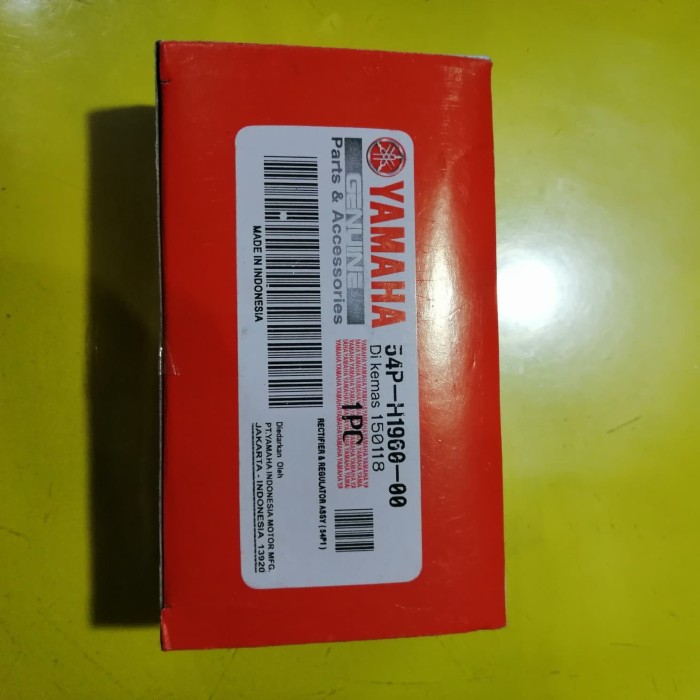 YAMAHA
GENUINE
Parts & Accessories
MADE IN INDONESIA
54P-H1960-00
Di kemas 150118
1PC
RECTIFIER & REGULATOR ASSY ( 54P1 )
Diedarkan Oleh
PT.YAMAHA INDONESIA MOTOR MFG.
JAKARTA - INDONESIA 13920